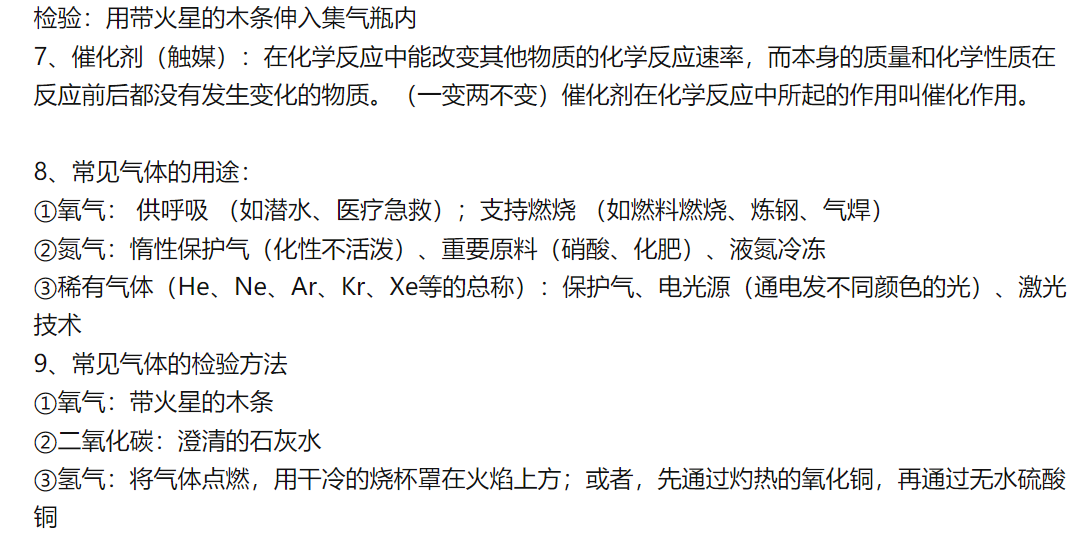 检验：用带火星的木条伸入集气瓶内
7、催化剂（触媒）：在化学反应中能改变其他物质的化学反应速率，而本身的质量和化学性质在
反应前后都没有发生变化的物质。（一变两不变）催化剂在化学反应中所起的作用叫催化作用。
8、常见气体的用途：
①氧气： 供呼吸 （如潜水、医疗急救）；支持燃烧 （如燃料燃烧、炼钢、气焊）
②氮气：惰性保护气（化性不活泼）、重要原料（硝酸、化肥）、液氮冷冻
③稀有气体（He、Ne、Ar、Kr、Xe等的总称）：保护气、电光源（通电发不同颜色的光）、激光
技术
9、常见气体的检验方法
①氧气：带火星的木条
②二氧化碳：澄清的石灰水
③氢气：将气体点燃，用干冷的烧杯罩在火焰上方；或者，先通过灼热的氧化铜，再通过无水硫酸
铜